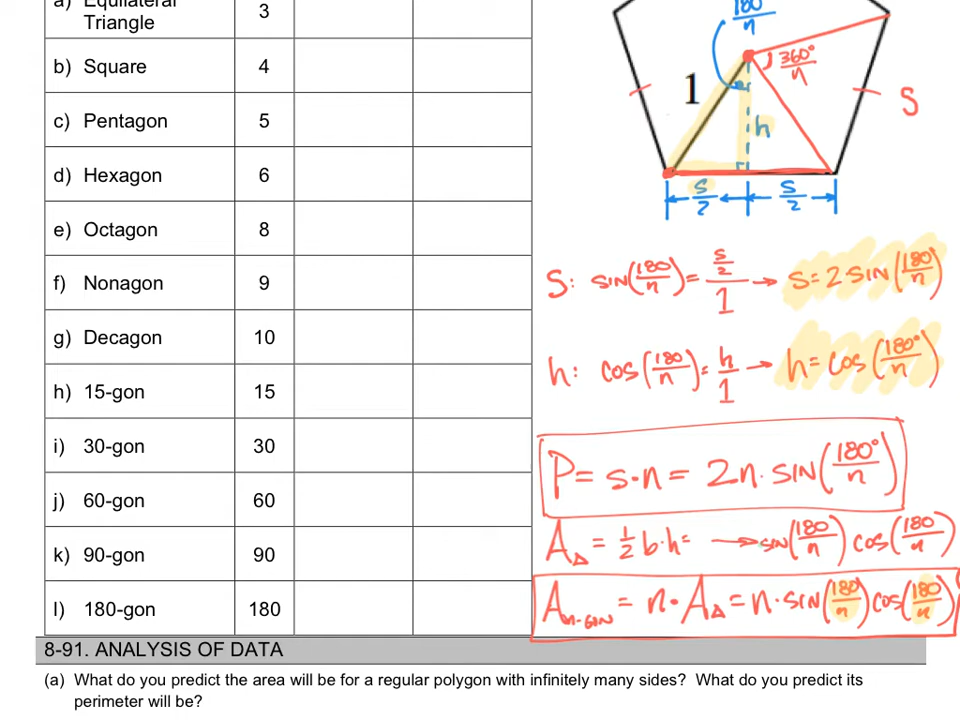 a) Equilateral Triangle 3
b) Square 4
c) Pentagon 5
d) Hexagon 6
e) Octagon 8
f) Nonagon 9
g) Decagon 10
h) 15-gon 15
i) 30-gon 30
j) 60-gon 60
k) 90-gon 90
l) 180-gon 180
180/n
360°/n
1
h
S
s/2 s/2
S: sin(180/n) = (s/2)/1 → s = 2 sin(180/n)
h: cos(180/n) = h/1 → h = cos(180°/n)
P = s·n = 2n·sin(180°/n)
A△ = 1/2 b·h = → sin(180/n) cos(180/n)
An-gon = n·A△ = n·sin(180/n) cos(180/n)
8-91. ANALYSIS OF DATA
(a) What do you predict the area will be for a regular polygon with infinitely many sides? What do you predict its
perimeter will be?